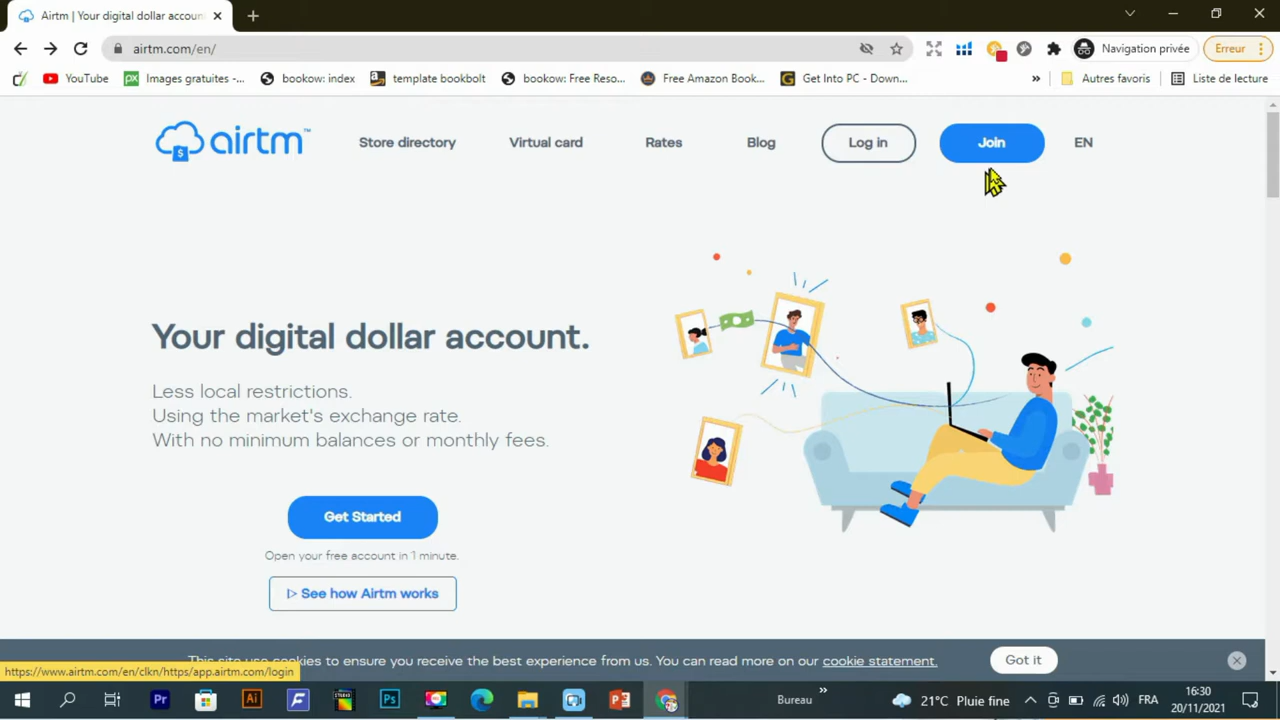 Airtm | Your digital dollar accoun
airtm.com/en/
Navigation privée
Erreur
YouTube
Images gratuites -...
bookow: index
template bookbolt
bookow: Free Reso...
Free Amazon Book...
Get Into PC - Down...
»
Autres favoris
Liste de lecture
airtm™
Store directory
Virtual card
Rates
Blog
Log in
Join
EN
Your digital dollar account.
Less local restrictions.
Using the market's exchange rate.
With no minimum balances or monthly fees.
Get Started
Open your free account in 1 minute.
See how Airtm works
This site use cookies to ensure you receive the best experience from us. You can read more on our cookie statement.
Got it
https://www.airtm.com/en/clkn/https/app.airtm.com/login
Bureau
»
21°C Pluie fine
FRA
16:30
20/11/2021